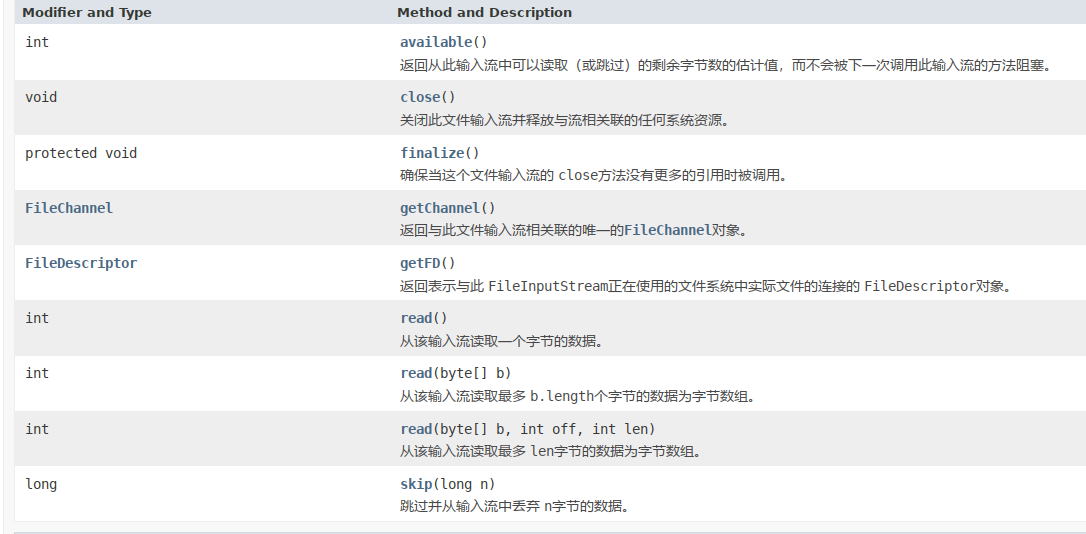 Modifier and Type Method and Description
int available()
返回从此输入流中可以读取（或跳过）的剩余字节数的估计值，而不会被下一次调用此输入流的方法阻塞。
void close()
关闭此文件输入流并释放与流相关联的任何系统资源。
protected void finalize()
确保当这个文件输入流的 close方法没有更多的引用时被调用。
FileChannel getChannel()
返回与此文件输入流相关联的唯一的FileChannel对象。
FileDescriptor getFD()
返回表示与此 FileInputStream正在使用的文件系统中实际文件的连接的 FileDescriptor对象。
int read()
从该输入流读取一个字节的数据。
int read(byte[] b)
从该输入流读取最多 b.length个字节的数据为字节数组。
int read(byte[] b, int off, int len)
从该输入流读取最多 len字节的数据为字节数组。
long skip(long n)
跳过并从输入流中丢弃 n字节的数据。